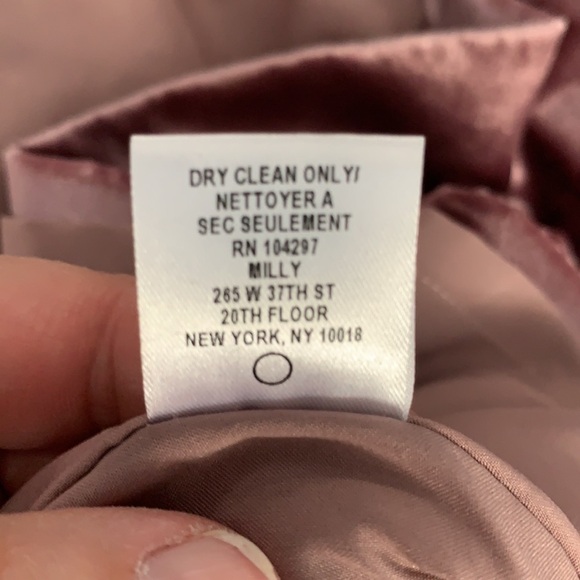 DRY CLEAN ONLY/
NETTOYER A
SEC SEULEMENT
RN 104297
MILLY
265 W 37TH ST
20TH FLOOR
NEW YORK, NY 10018